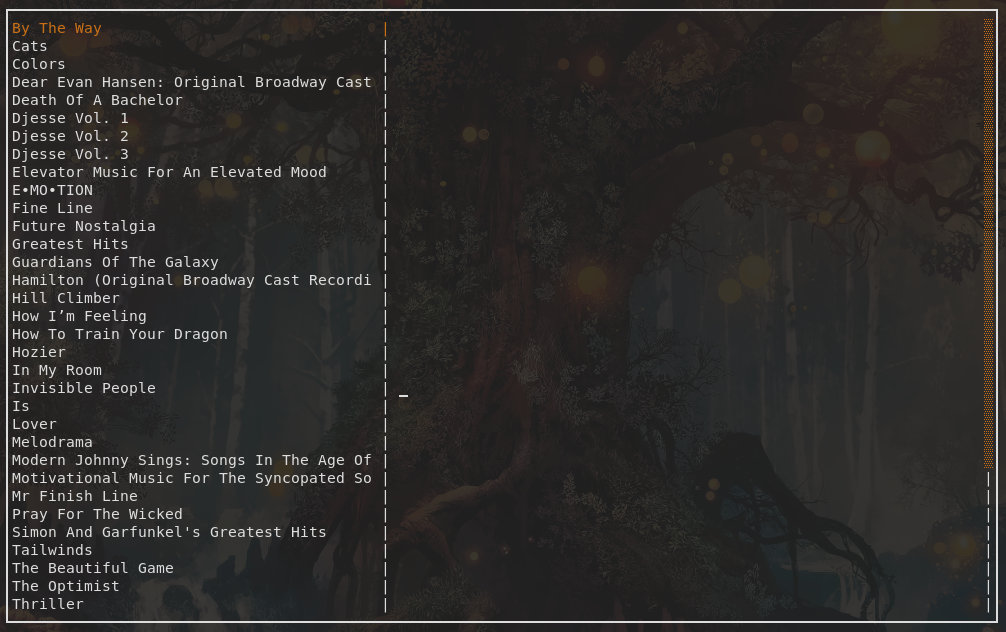 By The Way
Cats
Colors
Dear Evan Hansen: Original Broadway Cast
Death Of A Bachelor
Djesse Vol. 1
Djesse Vol. 2
Djesse Vol. 3
Elevator Music For An Elevated Mood
E•MO•TION
Fine Line
Future Nostalgia
Greatest Hits
Guardians Of The Galaxy
Hamilton (Original Broadway Cast Recordi
Hill Climber
How I’m Feeling
How To Train Your Dragon
Hozier
In My Room
Invisible People
Is
Lover
Melodrama
Modern Johnny Sings: Songs In The Age Of
Motivational Music For The Syncopated So
Mr Finish Line
Pray For The Wicked
Simon And Garfunkel's Greatest Hits
Tailwinds
The Beautiful Game
The Optimist
Thriller